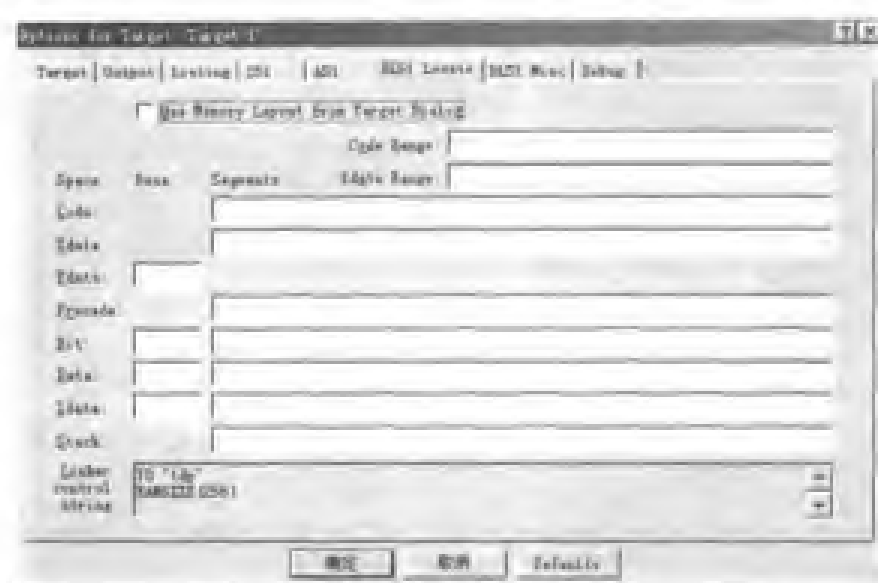 Options for Target 'Target 1'
Target Output Listing C51 A51 BL51 Locate BL51 Misc Debug
Use Memory Layout from Target Dialog
Code Range
Space Base Segments Xdata Range
Code:
Xdata
Pdata:
Precode
Bit
Data:
Idata:
Stack
Linker control string
TO
RAMSIZE(256)
确定 取消 Defaults